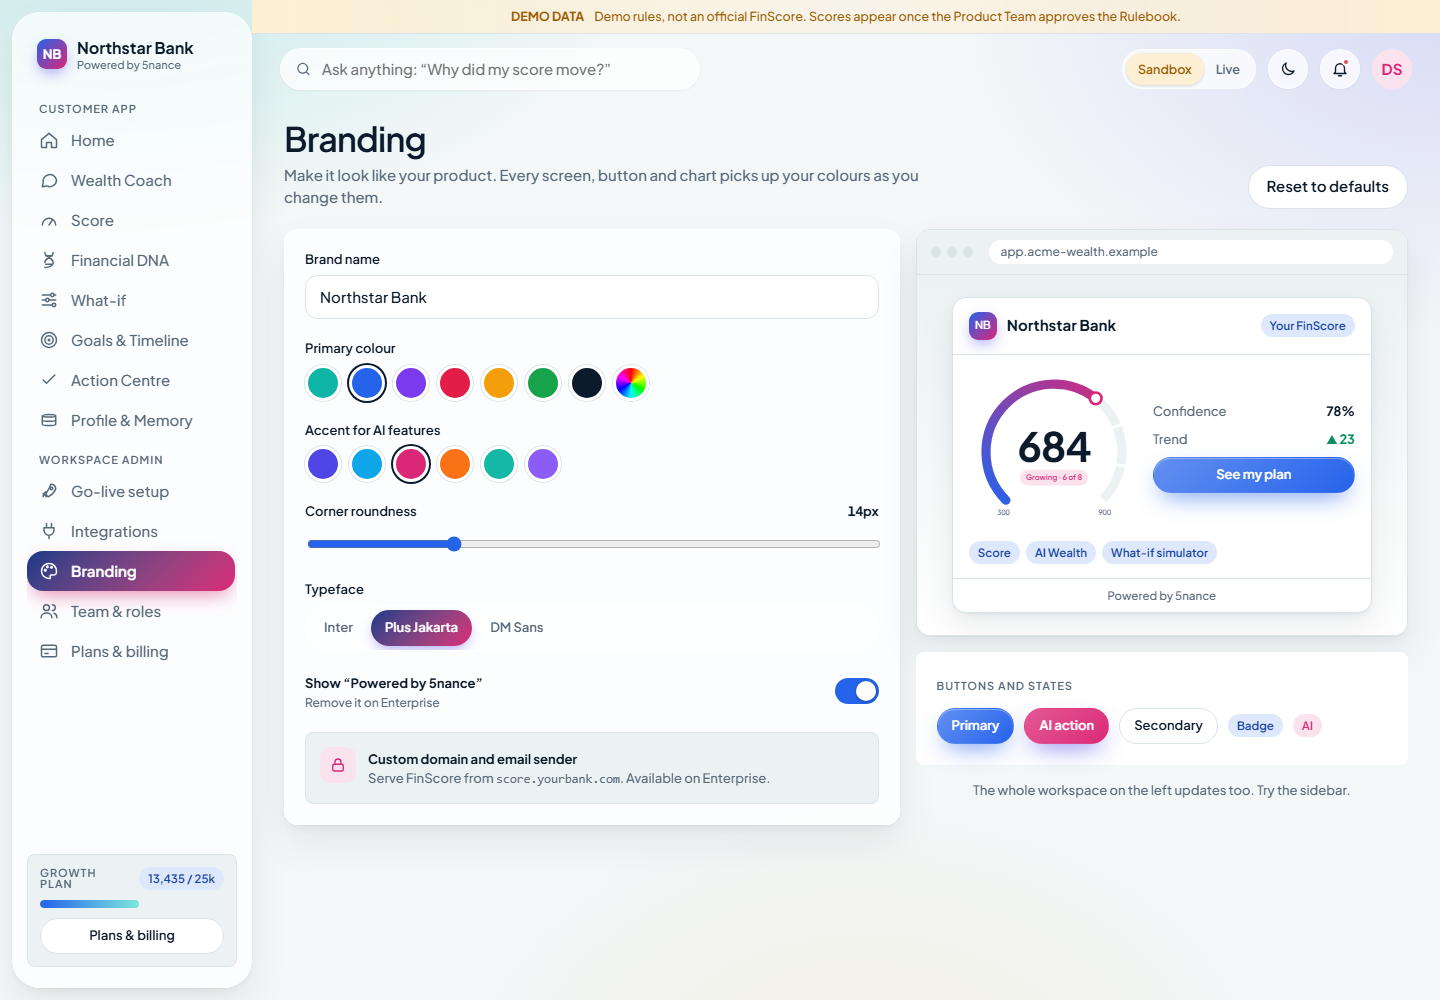 DEMO DATA Demo rules, not an official FinScore. Scores appear once the Product Team approves the Rulebook.
NB Northstar Bank
Powered by 5nance
CUSTOMER APP
Home
Wealth Coach
Score
Financial DNA
What-if
Goals & Timeline
Action Centre
Profile & Memory
WORKSPACE ADMIN
Go-live setup
Integrations
Branding
Team & roles
Plans & billing
GROWTH PLAN 13,435 / 25k
Plans & billing
Ask anything: “Why did my score move?”
Sandbox Live
DS
Branding
Make it look like your product. Every screen, button and chart picks up your colours as you
change them.
Reset to defaults
Brand name
Northstar Bank
Primary colour
Accent for AI features
Corner roundness 14px
Typeface
Inter Plus Jakarta DM Sans
Show “Powered by 5nance”
Remove it on Enterprise
Custom domain and email sender
Serve FinScore from score.yourbank.com. Available on Enterprise.
app.acme-wealth.example
NB Northstar Bank Your FinScore
684
Growing · 6 of 8
300 900
Confidence 78%
Trend ▲23
See my plan
Score AI Wealth What-if simulator
Powered by 5nance
BUTTONS AND STATES
Primary AI action Secondary Badge AI
The whole workspace on the left updates too. Try the sidebar.